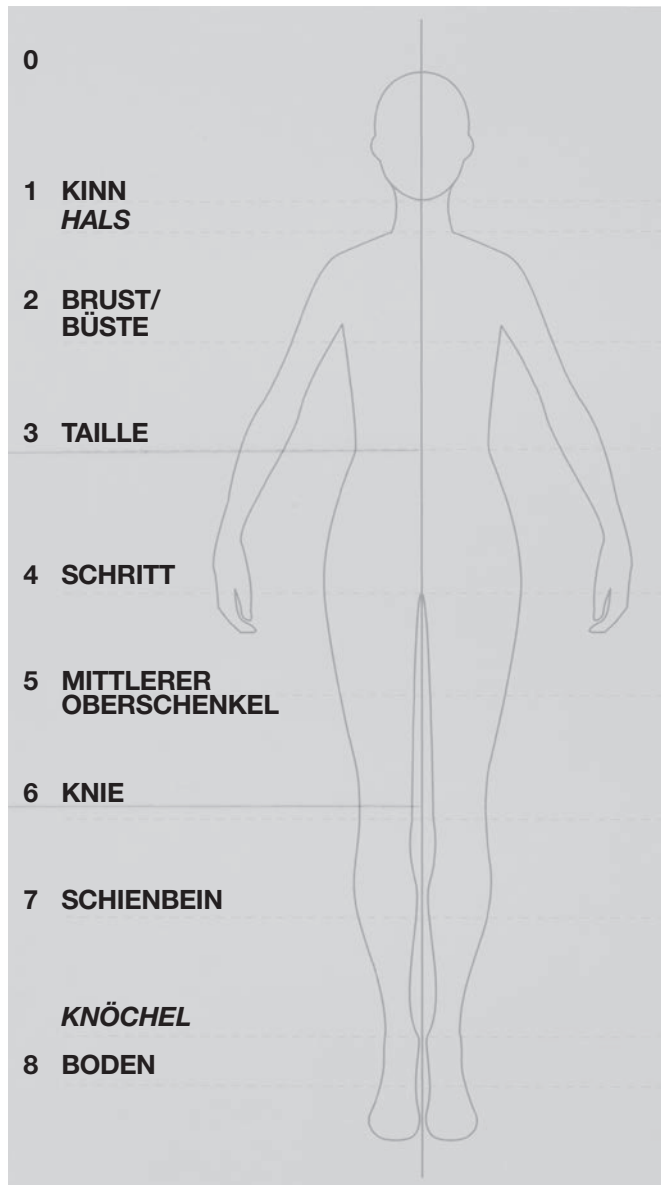 0
1 KINN
HALS
2 BRUST/
BÜSTE
3 TAILLE
4 SCHRITT
5 MITTLERER
OBERSCHENKEL
6 KNIE
7 SCHIENBEIN
KNÖCHEL
8 BODEN